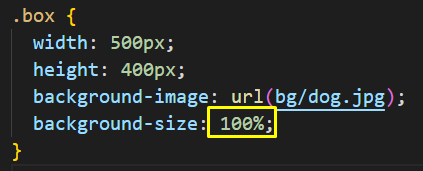 .box {
width: 500px;
height: 400px;
background-image: url(bg/dog.jpg);
background-size: 100%;
}